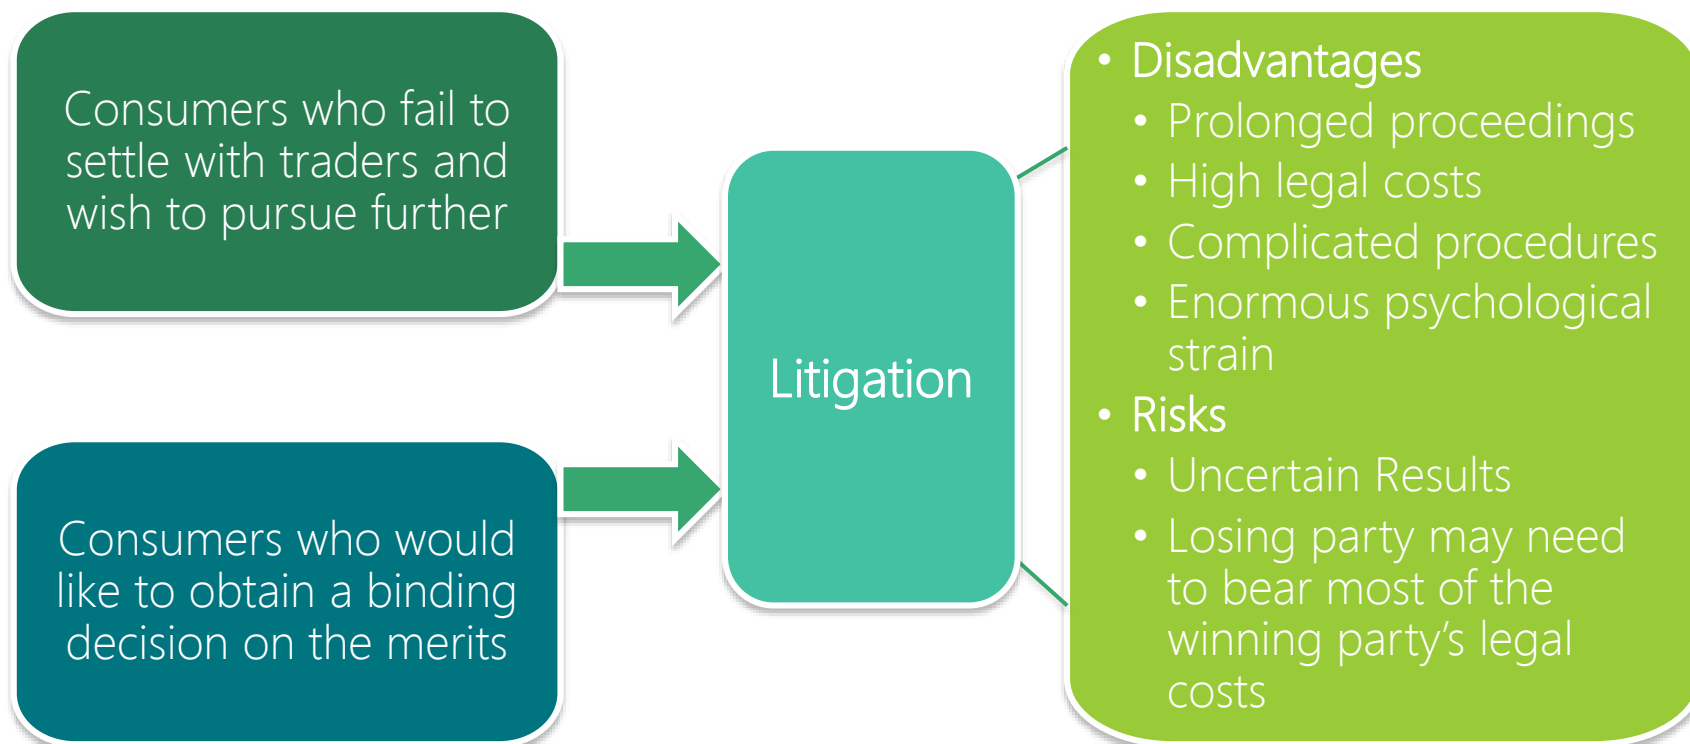 Consumers who fail to
settle with traders and
wish to pursue further
Consumers who would
like to obtain a binding
decision on the merits
Litigation
• Disadvantages
• Prolonged proceedings
• High legal costs
• Complicated procedures
• Enormous psychological
strain
• Risks
• Uncertain Results
• Losing party may need
to bear most of the
winning party’s legal
costs